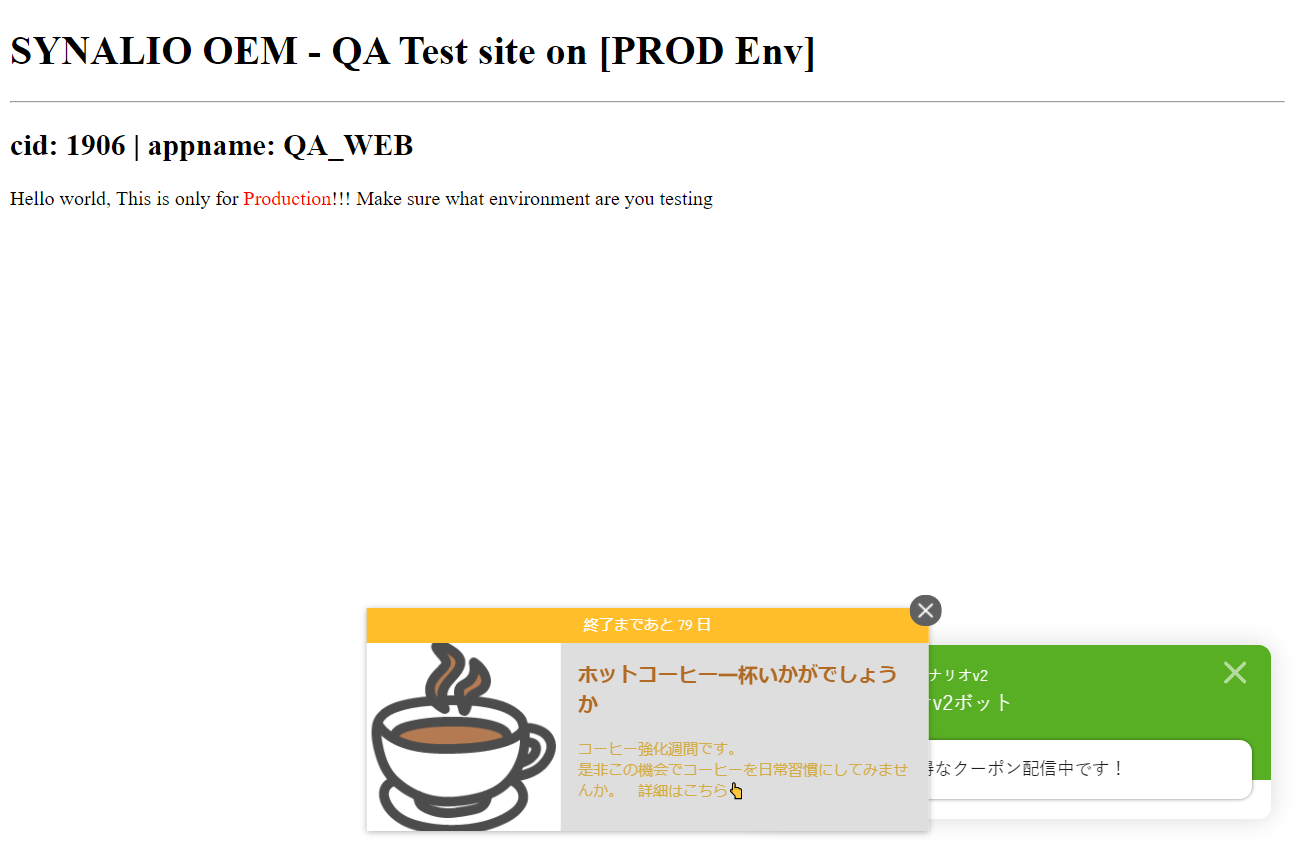 SYNALIO OEM - QA Test site on [PROD Env]
cid: 1906 | appname: QA_WEB
Hello world, This is only for Production!!! Make sure what environment are you testing
終了まであと 79 日
ホットコーヒー一杯いかがでしょう
か
コーヒー強化週間です。
是非この機会でコーヒーを日常習慣にしてみませ
んか。　詳細はこちら👆
ナリオv2
v2ボット
なクーポン配信中です！